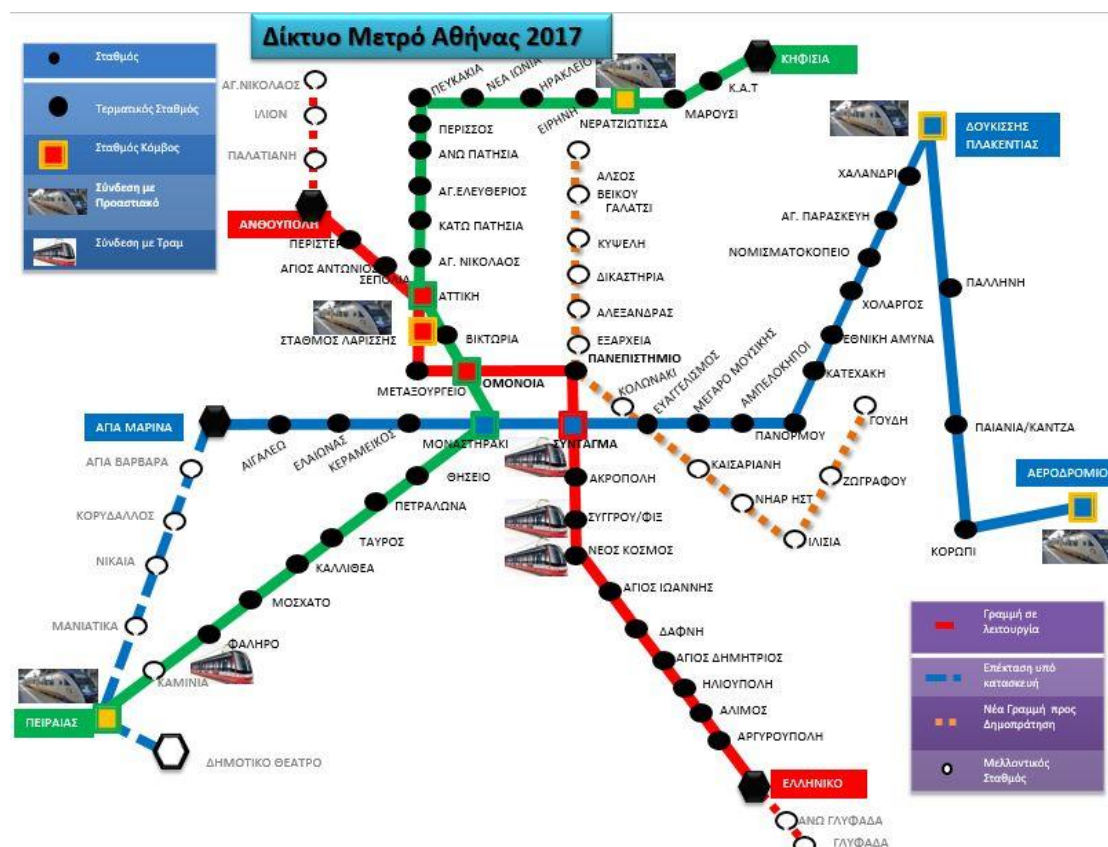 Δίκτυο Μετρό Αθήνας 2017
Σταθμός
Τερματικός Σταθμός
Σταθμός Κόμβος
Σύνδεση με
Προαστιακό
Σύνδεση με Τραμ
ΑΓ.ΝΙΚΟΛΑΟΣ
ΙΛΙΟΝ
ΠΑΛΑΤΙΑΝΗ
ΑΝΘΟΥΠΟΛΗ
ΠΕΡΙΣΤΕΡ
ΑΓΙΟΣ ΑΝΤΩΝΙΟΣ
ΣΕΠΟΛΙΑ
ΑΤΤΙΚΗ
ΣΤΑΘΜΟΣ ΛΑΡΙΣΣΗΣ
ΜΕΤΑΞΟΥΡΓΕΙΟ
ΠΕΥΚΑΚΙΑ
ΝΕΑ ΙΩΝΙΑ
ΗΡΑΚΛΕΙΟ
ΕΙΡΗΝΗ
ΝΕΡΑΤΖΙΩΤΙΣΣΑ
ΜΑΡΟΥΣΙ
Κ.Α.Τ
ΚΗΦΙΣΙΑ
ΠΕΡΙΣΣΟΣ
ΑΝΩ ΠΑΤΗΣΙΑ
ΑΓ.ΕΛΕΥΘΕΡΙΟΣ
ΚΑΤΩ ΠΑΤΗΣΙΑ
ΑΓ. ΝΙΚΟΛΑΟΣ
ΒΙΚΤΩΡΙΑ
ΟΜΟΝΟΙΑ
ΑΛΣΟΣ
ΒΕΙΚΟΥ
ΓΑΛΑΤΣΙ
ΚΥΨΕΛΗ
ΔΙΚΑΣΤΗΡΙΑ
ΑΛΕΞΑΝΔΡΑΣ
ΕΞΑΡΧΕΙΑ
ΠΑΝΕΠΙΣΤΗΜΙΟ
ΚΟΛΩΝΑΚΙ
ΕΥΑΓΓΕΛΙΣΜΟΣ
ΜΕΓΑΡΟ ΜΟΥΣΙΚΗΣ
ΑΜΠΕΛΟΚΗΠΟΙ
ΠΑΝΟΡΜΟΥ
ΚΑΤΕΧΑΚΗ
ΕΘΝΙΚΗ ΑΜΥΝΑ
ΧΟΛΑΡΓΟΣ
ΝΟΜΙΣΜΑΤΟΚΟΠΕΙΟ
ΑΓ. ΠΑΡΑΣΚΕΥΗ
ΧΑΛΑΝΔΡΙ
ΔΟΥΚΙΣΣΗΣ
ΠΛΑΚΕΝΤΙΑΣ
ΠΑΛΛΗΝΗ
ΠΑΙΑΝΙΑ/ΚΑΝΤΖΑ
ΚΟΡΩΠΙ
ΑΕΡΟΔΡΟΜΙΟ
ΓΟΥΔΗ
ΖΩΓΡΑΦΟΥ
ΙΛΙΣΙΑ
ΝΗΑΡ ΗΣΤ
ΚΑΙΣΑΡΙΑΝΗ
ΑΓΙΑ ΜΑΡΙΝΑ
ΑΙΓΑΛΕΩ
ΕΛΑΙΩΝΑΣ
ΚΕΡΑΜΕΙΚΟΣ
ΜΟΝΑΣΤΗΡΑΚΙ
ΣΥΝΤΑΓΜΑ
ΑΓΙΑ ΒΑΡΒΑΡΑ
ΚΟΡΥΔΑΛΛΟΣ
ΝΙΚΑΙΑ
ΜΑΝΙΑΤΙΚΑ
ΠΕΙΡΑΙΑΣ
ΔΗΜΟΤΙΚΟ ΘΕΑΤΡΟ
ΘΗΣΕΙΟ
ΠΕΤΡΑΛΩΝΑ
ΤΑΥΡΟΣ
ΚΑΛΛΙΘΕΑ
ΜΟΣΧΑΤΟ
ΦΑΛΗΡΟ
ΚΑΜΙΝΙΑ
ΑΚΡΟΠΟΛΗ
ΣΥΓΓΡΟΥ/ΦΙΞ
ΝΕΟΣ ΚΟΣΜΟΣ
ΑΓΙΟΣ ΙΩΑΝΝΗΣ
ΔΑΦΝΗ
ΑΓΙΟΣ ΔΗΜΗΤΡΙΟΣ
ΗΛΙΟΥΠΟΛΗ
ΑΛΙΜΟΣ
ΑΡΓΥΡΟΥΠΟΛΗ
ΕΛΛΗΝΙΚΟ
ΑΝΩ ΓΛΥΦΑΔΑ
ΓΛΥΦΑΔΑ
Γραμμή σε
λειτουργία
Επέκταση υπό
κατασκευή
Νέα Γραμμή προς
Δημοπράτηση
Μελλοντικός
Σταθμός